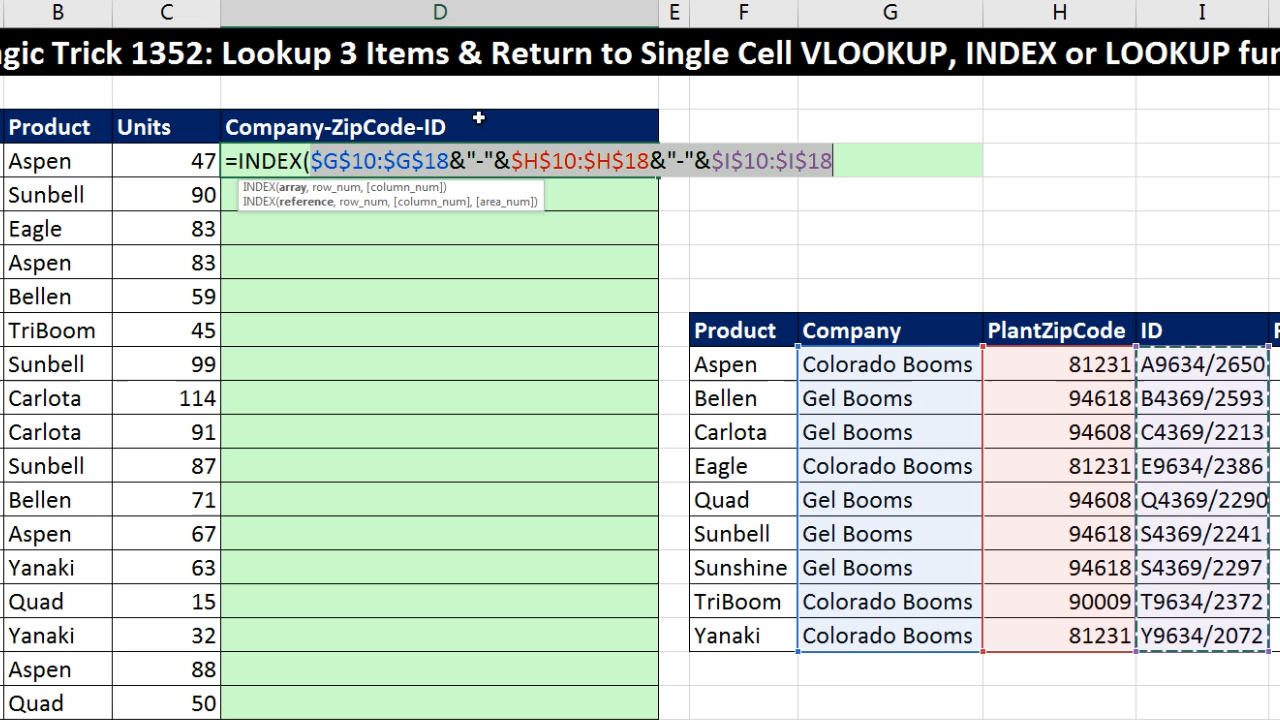 B C D E F G H I
gic Trick 1352: Lookup 3 Items & Return to Single Cell VLOOKUP, INDEX or LOOKUP fun
Product Units Company-ZipCode-ID
Aspen 47 =INDEX($G$10:$G$18&"-"&$H$10:$H$18&"-"&$I$10:$I$18
INDEX(array, row_num, [column_num])
Sunbell 90 INDEX(reference, row_num, [column_num], [area_num])
Eagle 83
Aspen 83
Bellen 59
TriBoom 45 Product Company PlantZipCode ID
Sunbell 99 Aspen Colorado Booms 81231 A9634/2650
Carlota 114 Bellen Gel Booms 94618 B4369/2593
Carlota 91 Carlota Gel Booms 94608 C4369/2213
Sunbell 87 Eagle Colorado Booms 81231 E9634/2386
Bellen 71 Quad Gel Booms 94608 Q4369/2290
Aspen 67 Sunbell Gel Booms 94618 S4369/2241
Yanaki 63 Sunshine Gel Booms 94618 S4369/2297
Quad 15 TriBoom Colorado Booms 90009 T9634/2372
Yanaki 32 Yanaki Colorado Booms 81231 Y9634/2072
Aspen 88
Quad 50